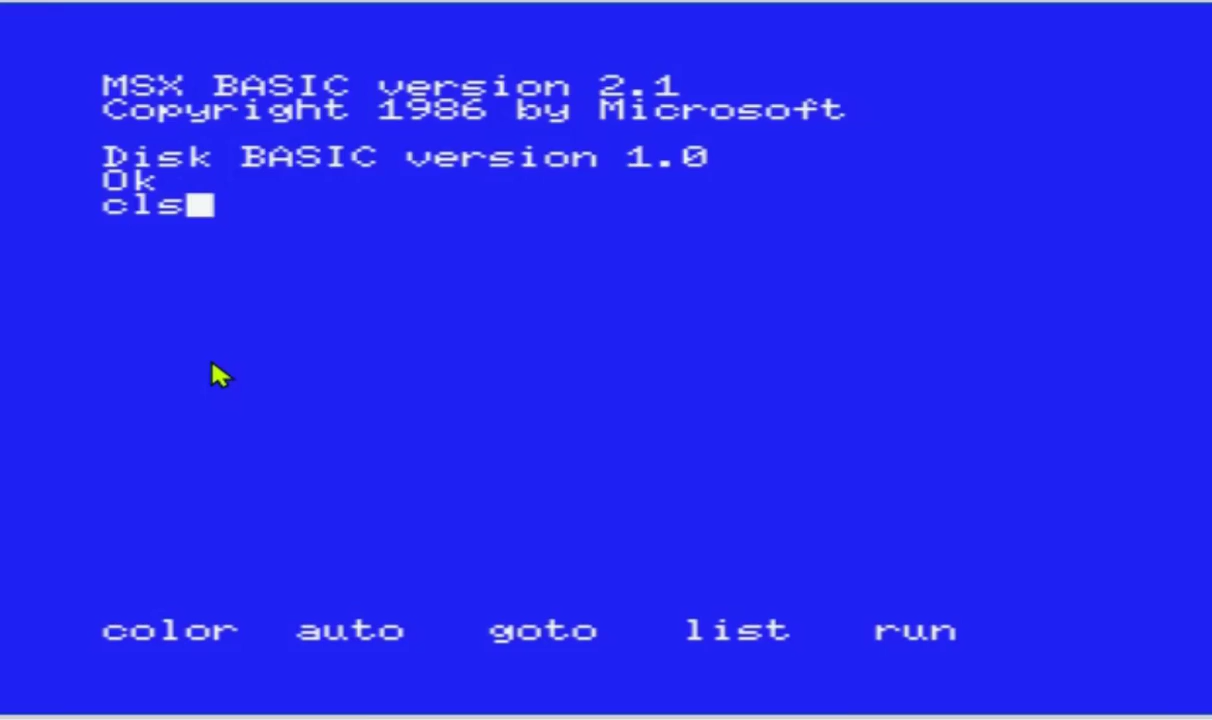 MSX BASIC version 2.1
Copyright 1986 by Microsoft
Disk BASIC version 1.0
Ok
cls
color auto goto list run